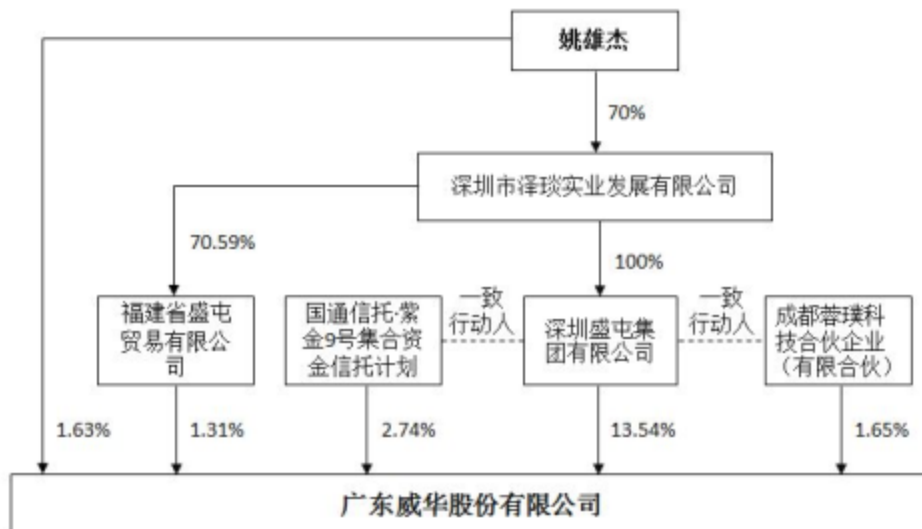 姚雄杰
70%
深圳市泽琰实业发展有限公司
70.59%
100%
福建省盛屯
贸易有限公
司
国通信托·紫
金9号集合资
金信托计划
一致
行动人
深圳盛屯集
团有限公司
一致
行动人
成都蓉璞科
技合伙企业
（有限合伙）
1.63%
1.31%
2.74%
13.54%
1.65%
广东威华股份有限公司